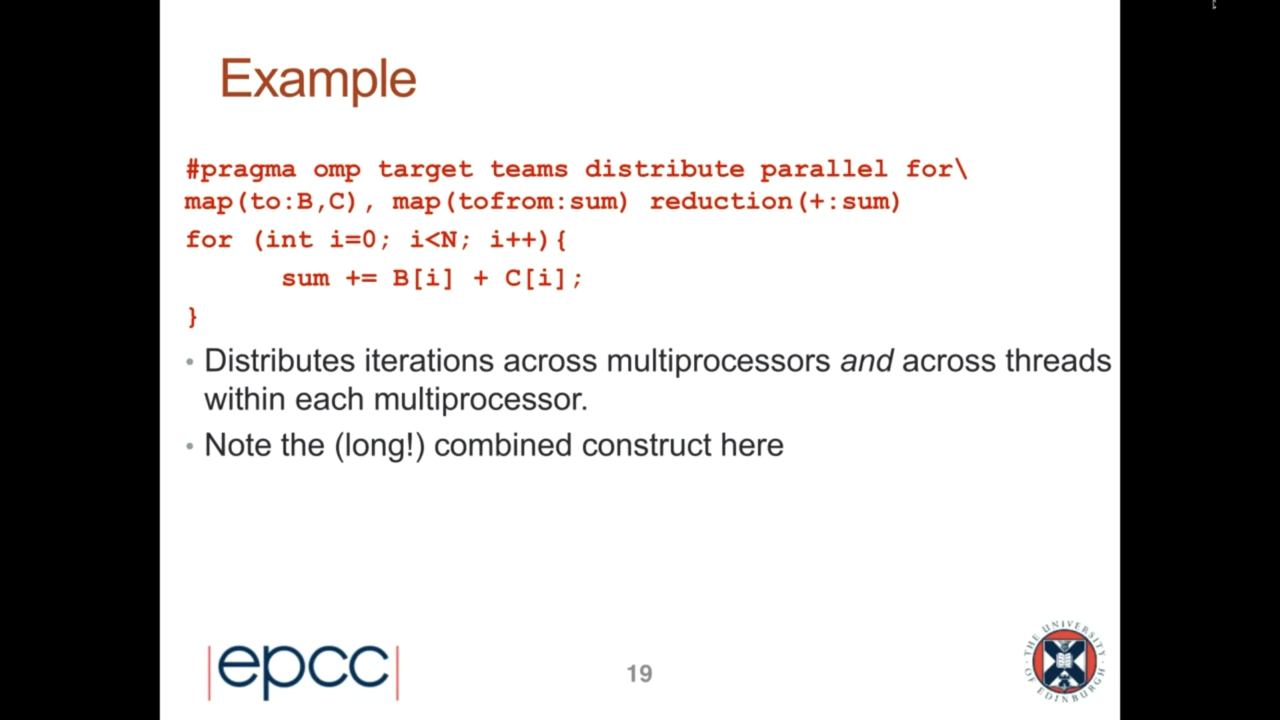 Example
#pragma omp target teams distribute parallel for\
map(to:B,C), map(tofrom:sum) reduction(+:sum)
for (int i=0; i<N; i++){
sum += B[i] + C[i];
}
• Distributes iterations across multiprocessors and across threads
within each multiprocessor.
• Note the (long!) combined construct here
|epcc|
19
THE UNIVERSITY
OF EDINBURGH